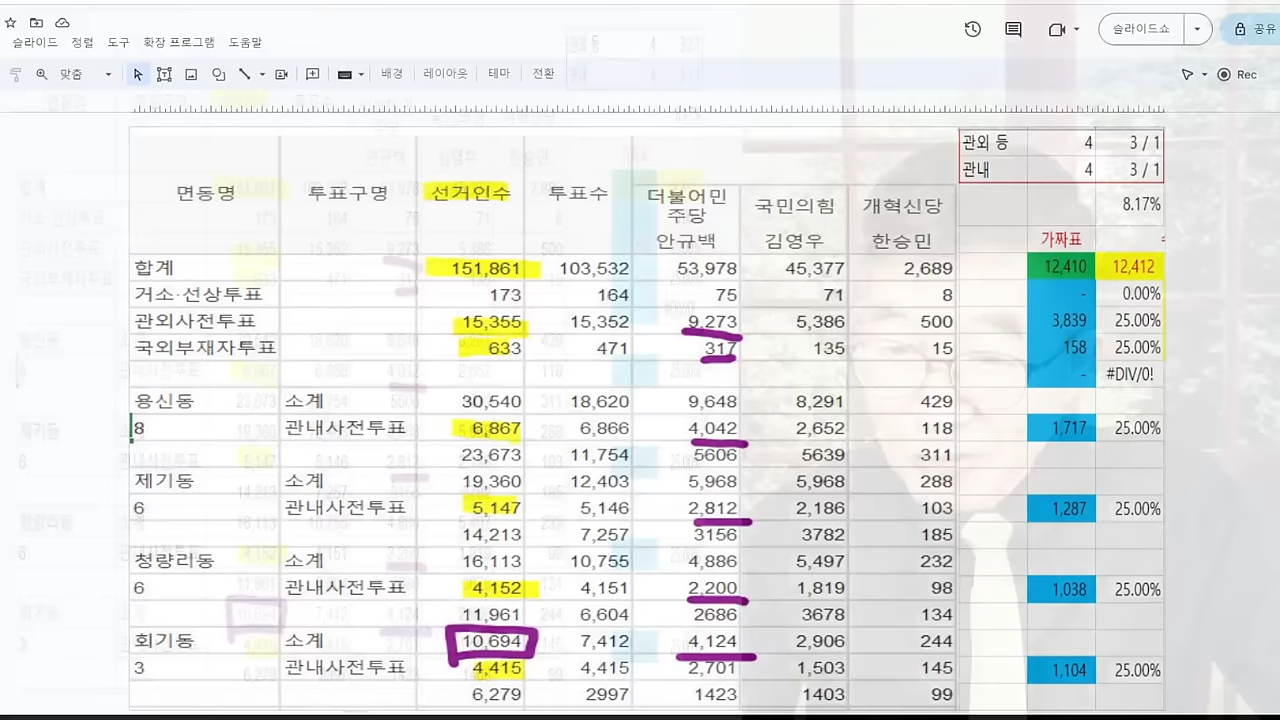 슬라이드 정렬 도구 확장 프로그램 도움말
슬라이드쇼 공유
맞춤 배경 레이아웃 테마 전환 Rec
관외 등 4 3 / 1
관내 4 3 / 1
8.17%
면동명 투표구명 선거인수 투표수 더불어민주당 국민의힘 개혁신당
안규백 김영우 한승민 가짜표
합계 151,861 103,532 53,978 45,377 2,689 12,410 12,412
거소·선상투표 173 164 75 71 8 - 0.00%
관외사전투표 15,355 15,352 9,273 5,386 500 3,839 25.00%
국외부재자투표 633 471 317 135 15 158 25.00%
- #DIV/0!
용신동 소계 30,540 18,620 9,648 8,291 429
8 관내사전투표 6,867 6,866 4,042 2,652 118 1,717 25.00%
23,673 11,754 5606 5639 311
제기동 소계 19,360 12,403 5,968 5,968 288
6 관내사전투표 5,147 5,146 2,812 2,186 103 1,287 25.00%
14,213 7,257 3156 3782 185
청량리동 소계 16,113 10,755 4,886 5,497 232
6 관내사전투표 4,152 4,151 2,200 1,819 98 1,038 25.00%
11,961 6,604 2686 3678 134
회기동 소계 10,694 7,412 4,124 2,906 244
3 관내사전투표 4,415 4,415 2,701 1,503 145 1,104 25.00%
6,279 2997 1423 1403 99